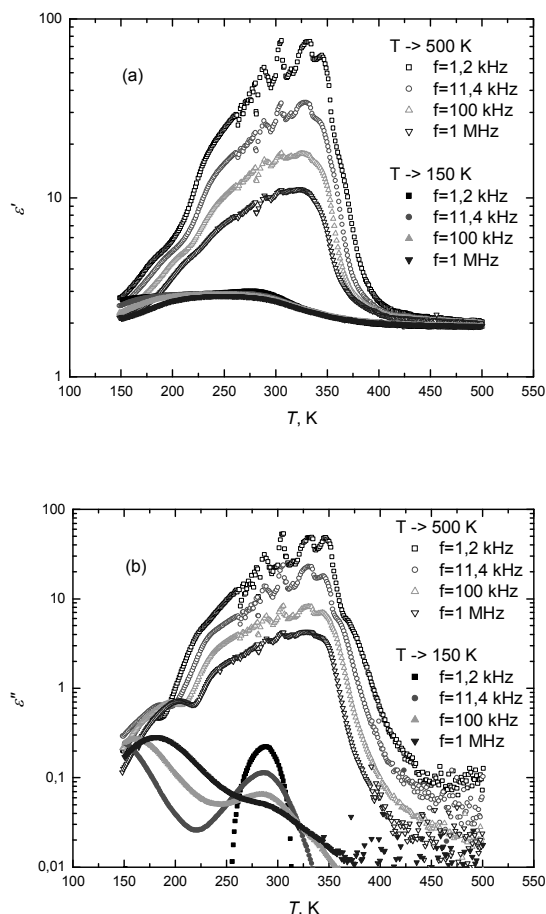 100
(a)
T -> 500 K
f=1,2 kHz
f=11,4 kHz
f=100 kHz
f=1 MHz
T -> 150 K
f=1,2 kHz
f=11,4 kHz
f=100 kHz
f=1 MHz
ε'
10
1
100 150 200 250 300 350 400 450 500
T, K
100
(b)
T -> 500 K
f=1,2 kHz
f=11,4 kHz
f=100 kHz
f=1 MHz
T -> 150 K
f=1,2 kHz
f=11,4 kHz
f=100 kHz
f=1 MHz
10
1
ε''
0,1
0,01
100 150 200 250 300 350 400 450 500
T, K